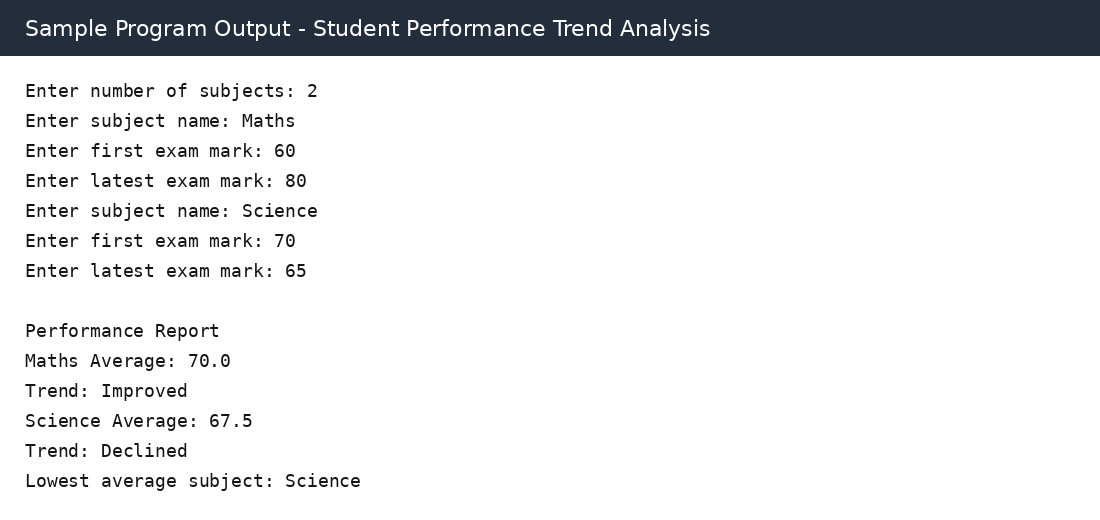 Sample Program Output - Student Performance Trend Analysis
Enter number of subjects: 2
Enter subject name: Maths
Enter first exam mark: 60
Enter latest exam mark: 80
Enter subject name: Science
Enter first exam mark: 70
Enter latest exam mark: 65
Performance Report
Maths Average: 70.0
Trend: Improved
Science Average: 67.5
Trend: Declined
Lowest average subject: Science